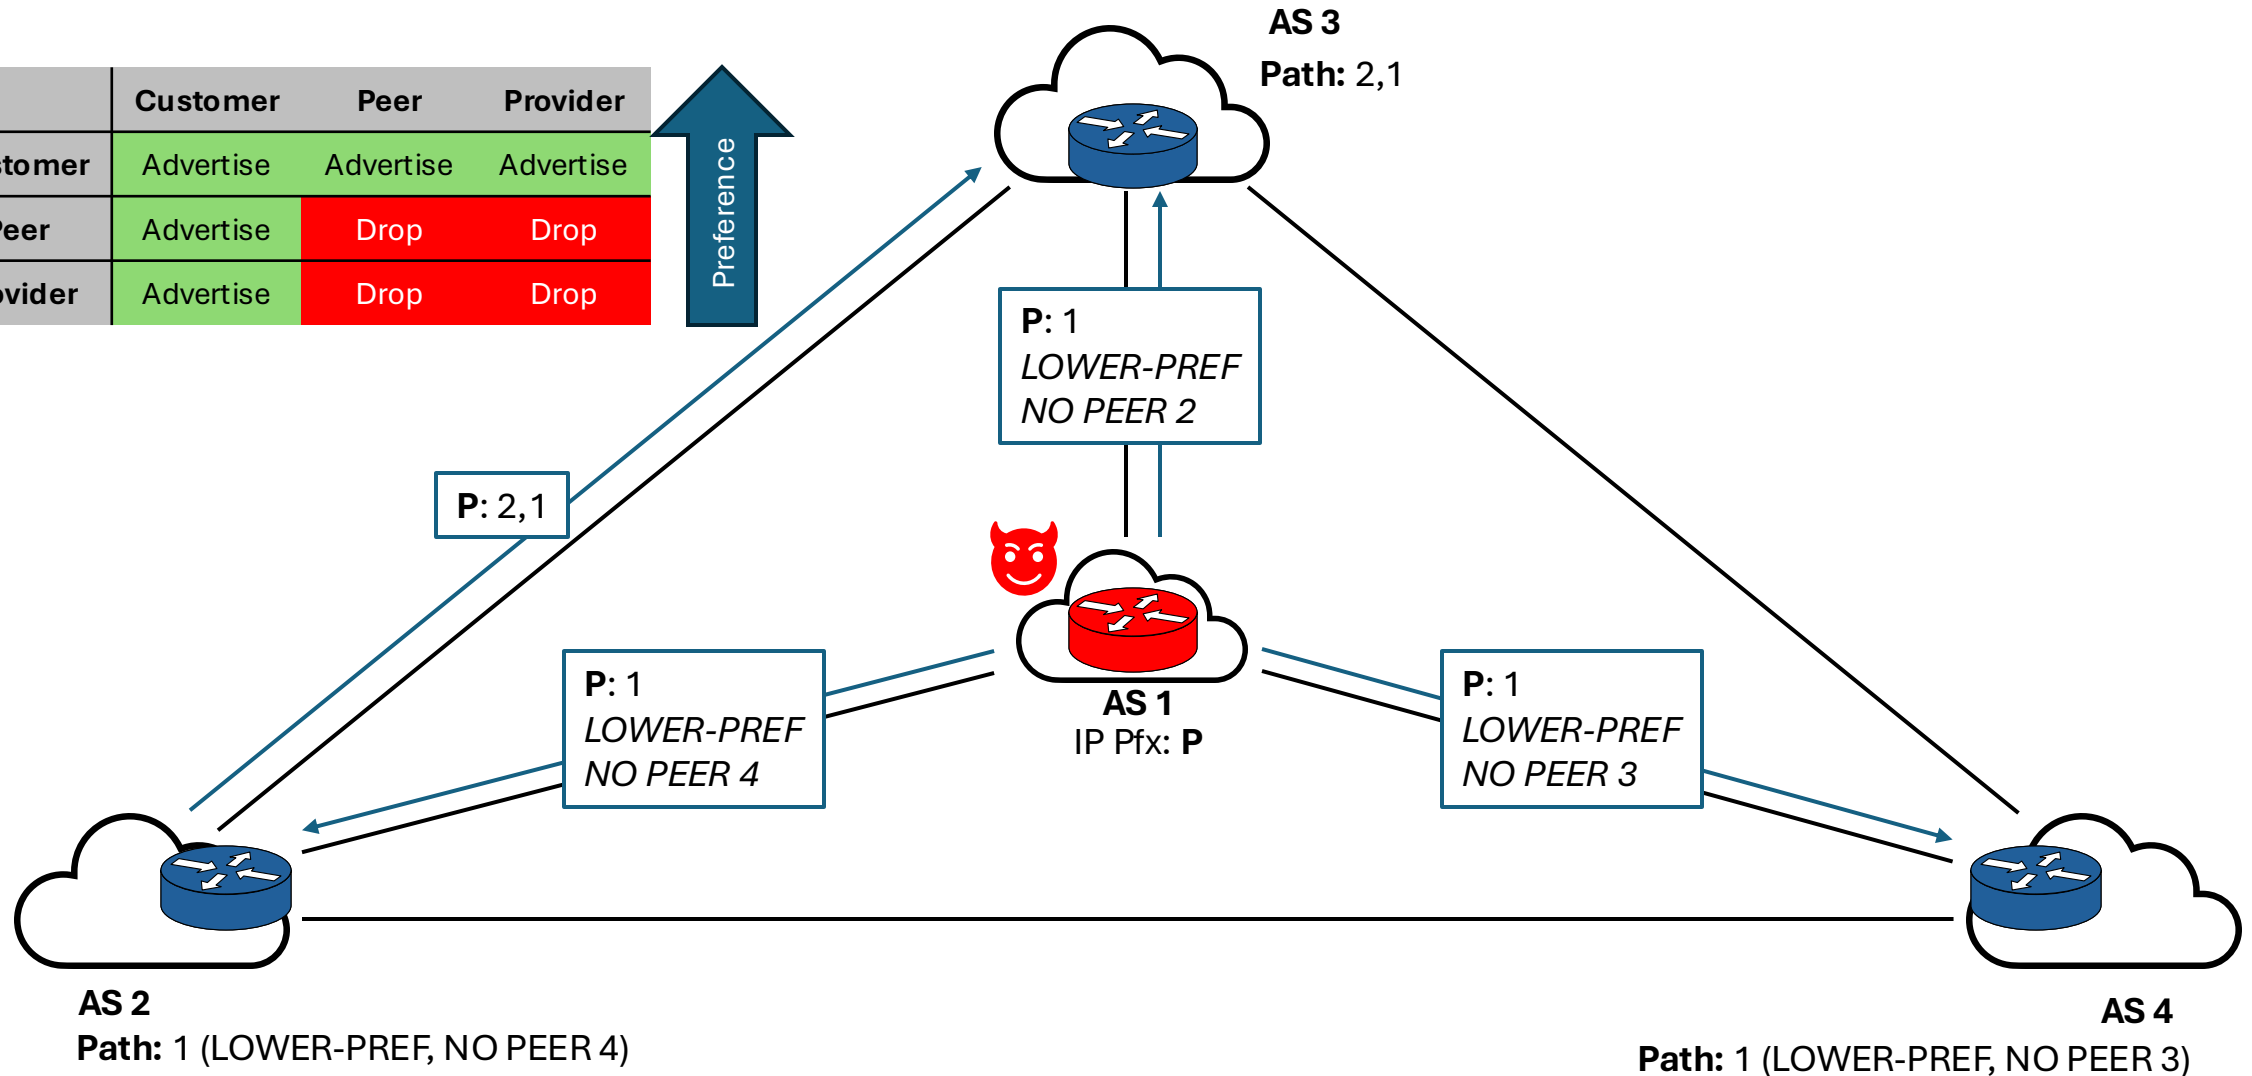 AS 3
Path: 2,1
Customer Peer Provider
stomer Advertise Advertise Advertise
Peer Advertise Drop Drop
ovider Advertise Drop Drop
Preference
P: 1
LOWER-PREF
NO PEER 2
P: 2,1
P: 1
LOWER-PREF
NO PEER 4
AS 1
IP Pfx: P
P: 1
LOWER-PREF
NO PEER 3
AS 2
Path: 1 (LOWER-PREF, NO PEER 4)
AS 4
Path: 1 (LOWER-PREF, NO PEER 3)